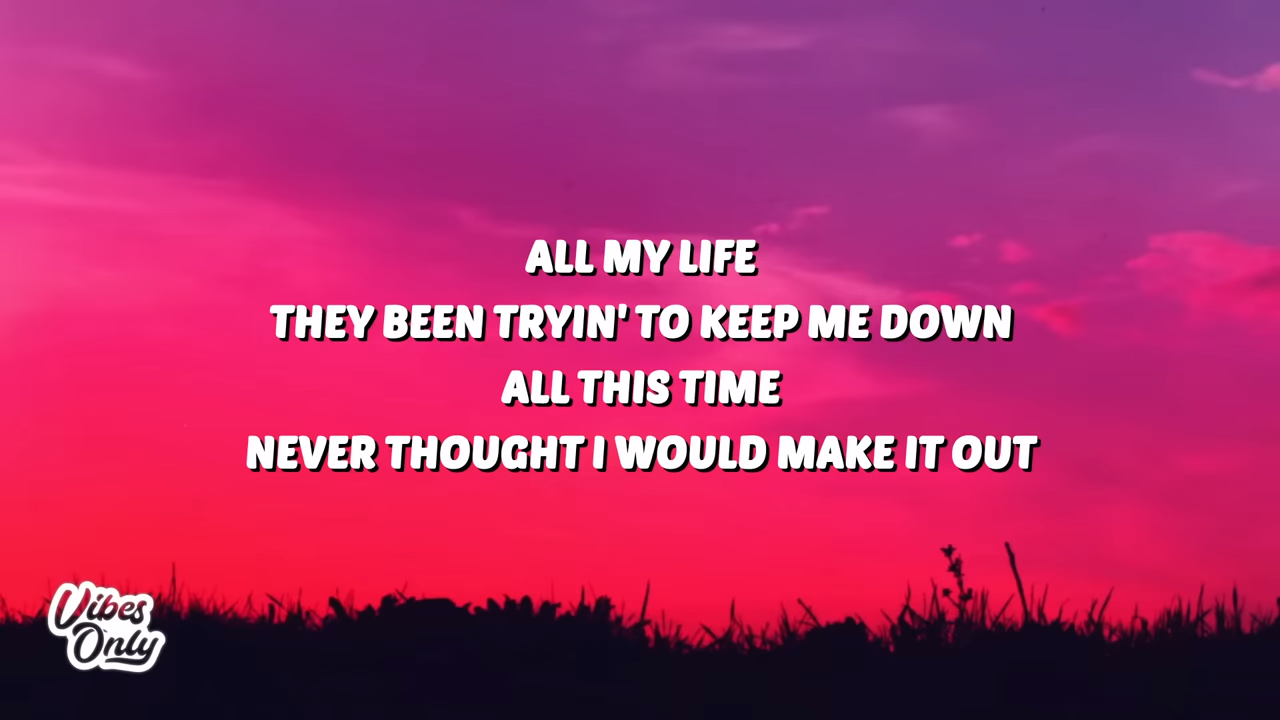 ALL MY LIFE
THEY BEEN TRYIN' TO KEEP ME DOWN
ALL THIS TIME
NEVER THOUGHT I WOULD MAKE IT OUT
Vibes
Only